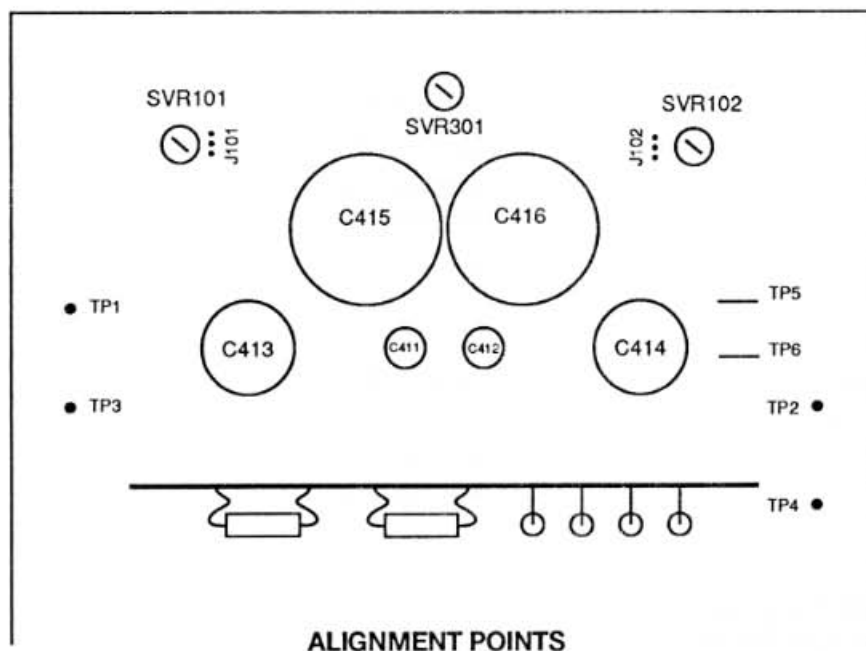 SVR101
SVR301
SVR102
J101
J102
C415
C416
TP1
TP5
C413
C411
C412
C414
TP6
TP3
TP2
TP4
ALIGNMENT POINTS